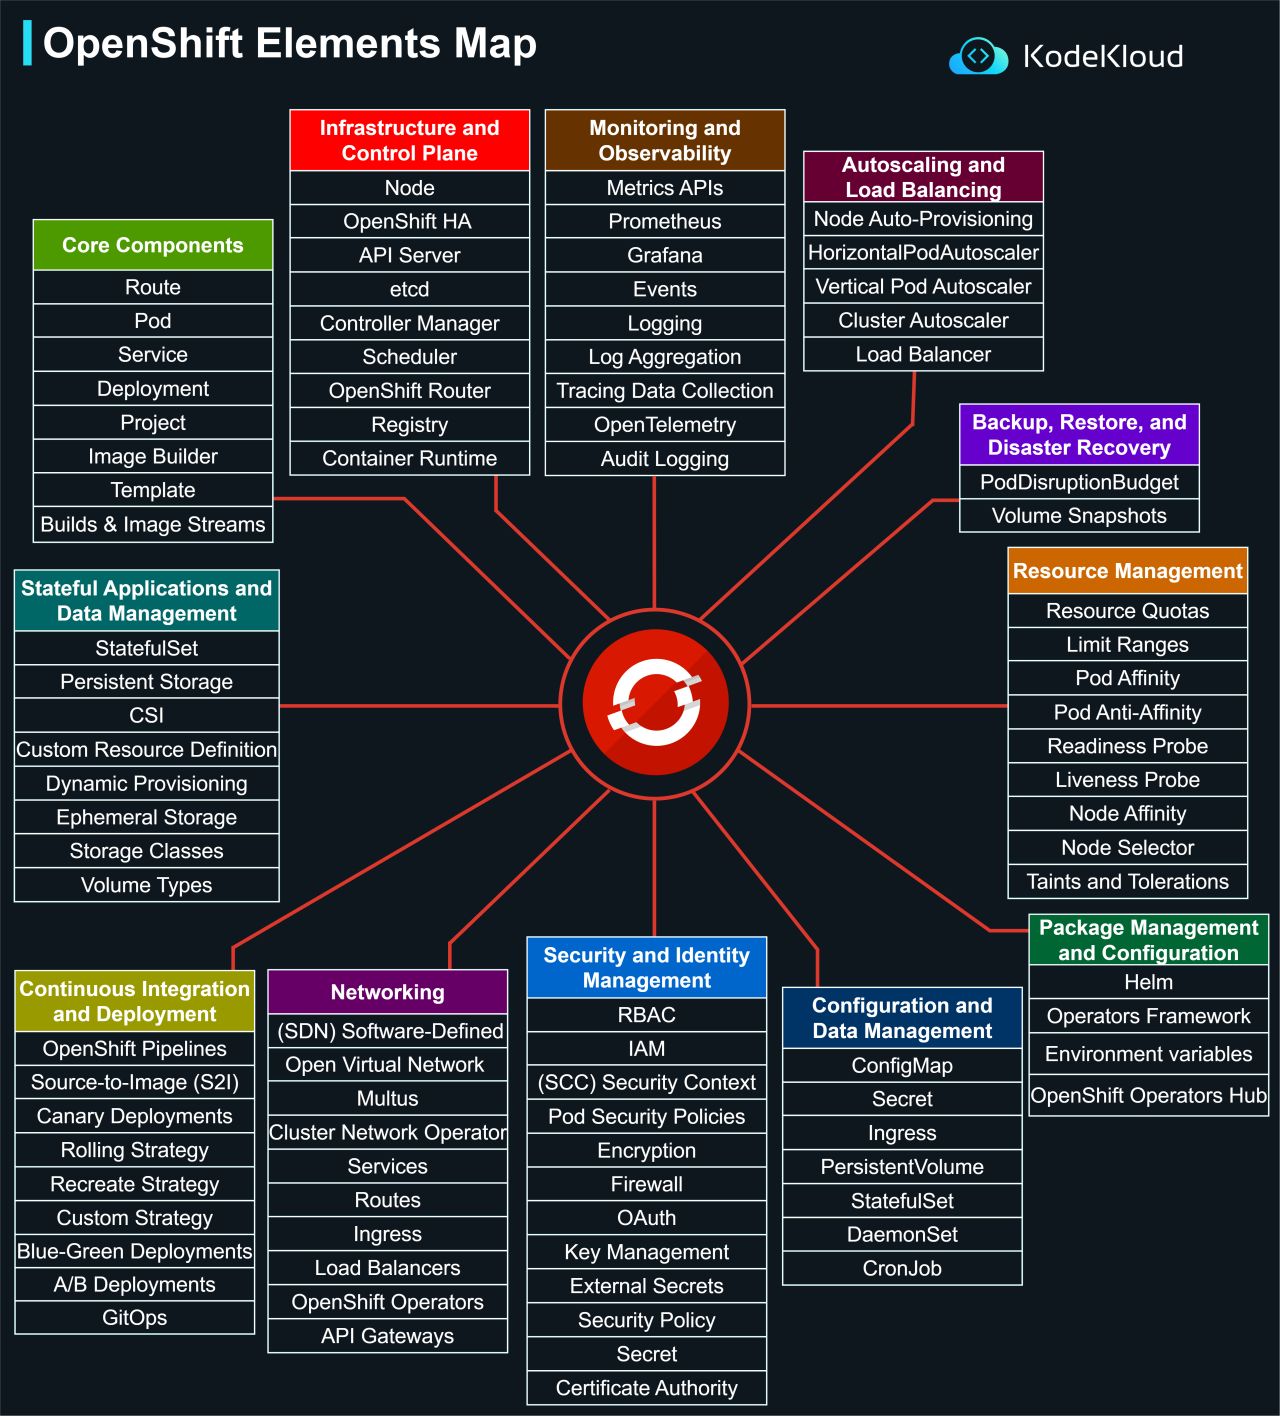 OpenShift Elements Map
KodeKloud
Core Components
Route
Pod
Service
Deployment
Project
Image Builder
Template
Builds & Image Streams
Infrastructure and
Control Plane
Node
OpenShift HA
API Server
etcd
Controller Manager
Scheduler
OpenShift Router
Registry
Container Runtime
Monitoring and
Observability
Metrics APIs
Prometheus
Grafana
Events
Logging
Log Aggregation
Tracing Data Collection
OpenTelemetry
Audit Logging
Autoscaling and
Load Balancing
Node Auto-Provisioning
HorizontalPodAutoscaler
Vertical Pod Autoscaler
Cluster Autoscaler
Load Balancer
Backup, Restore, and
Disaster Recovery
PodDisruptionBudget
Volume Snapshots
Stateful Applications and
Data Management
StatefulSet
Persistent Storage
CSI
Custom Resource Definition
Dynamic Provisioning
Ephemeral Storage
Storage Classes
Volume Types
Resource Management
Resource Quotas
Limit Ranges
Pod Affinity
Pod Anti-Affinity
Readiness Probe
Liveness Probe
Node Affinity
Node Selector
Taints and Tolerations
Continuous Integration
and Deployment
OpenShift Pipelines
Source-to-Image (S2I)
Canary Deployments
Rolling Strategy
Recreate Strategy
Custom Strategy
Blue-Green Deployments
A/B Deployments
GitOps
Networking
(SDN) Software-Defined
Open Virtual Network
Multus
Cluster Network Operator
Services
Routes
Ingress
Load Balancers
OpenShift Operators
API Gateways
Security and Identity
Management
RBAC
IAM
(SCC) Security Context
Pod Security Policies
Encryption
Firewall
OAuth
Key Management
External Secrets
Security Policy
Secret
Certificate Authority
Configuration and
Data Management
ConfigMap
Secret
Ingress
PersistentVolume
StatefulSet
DaemonSet
CronJob
Package Management
and Configuration
Helm
Operators Framework
Environment variables
OpenShift Operators Hub